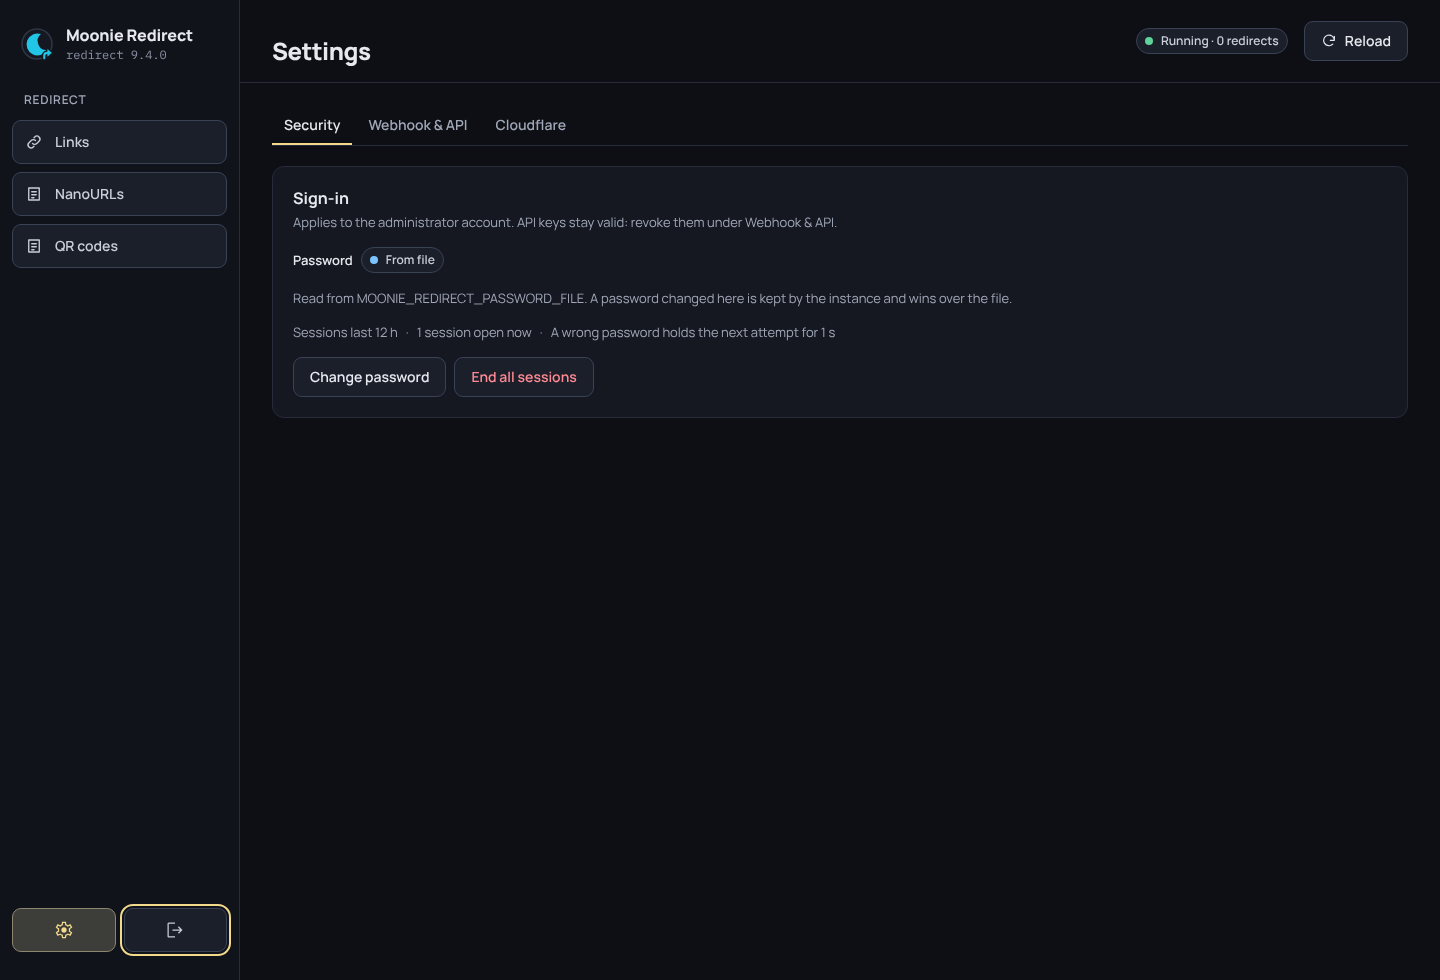 Moonie Redirect
redirect 9.4.0
REDIRECT
Links
NanoURLs
QR codes
Settings
Running · 0 redirects
Reload
Security
Webhook & API
Cloudflare
Sign-in
Applies to the administrator account. API keys stay valid: revoke them under Webhook & API.
Password
From file
Read from MOONIE_REDIRECT_PASSWORD_FILE. A password changed here is kept by the instance and wins over the file.
Sessions last 12 h · 1 session open now · A wrong password holds the next attempt for 1 s
Change password
End all sessions